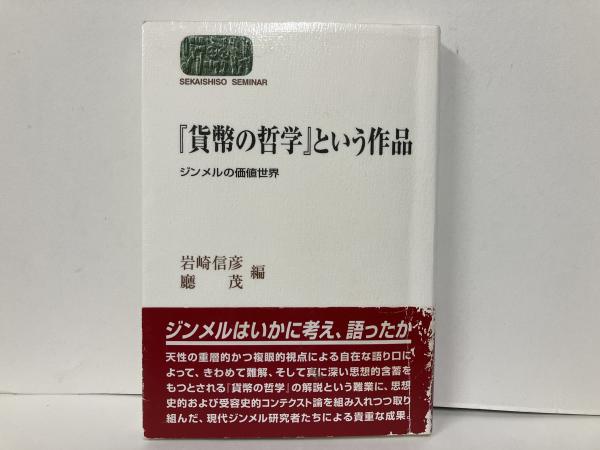 SEKAISHISO SEMINAR
『貨幣の哲学』という作品
ジンメルの価値世界
岩崎信彦
廳 茂
編
ジンメルはいかに考え、語ったか
天性の重層的かつ複眼的視点による自在な語り口に
よって、きわめて難解、そして真に深い思想的含蓄を
もつとされる『貨幣の哲学』の解説という難業に、思想
史的および受容史的コンテクスト論を組み入れつつ取り
組んだ、現代ジンメル研究者たちによる貴重な成果。